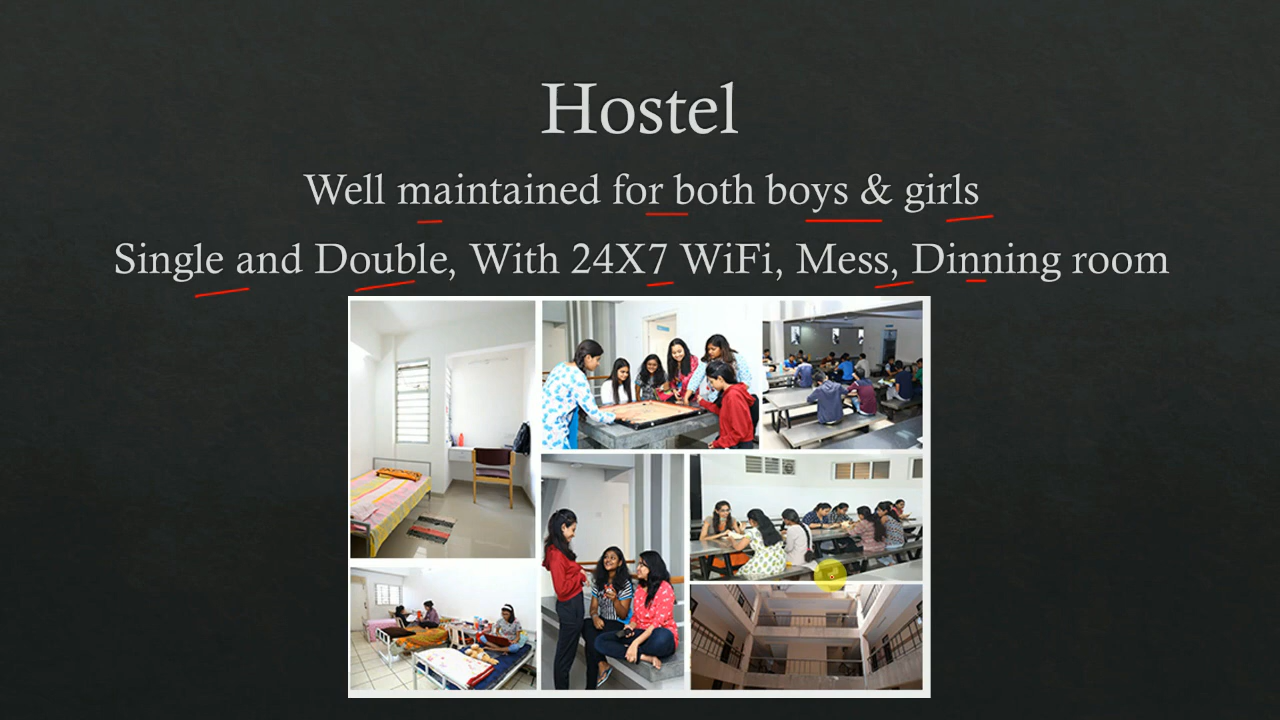 Hostel
Well maintained for both boys & girls
Single and Double, With 24X7 WiFi, Mess, Dinning room